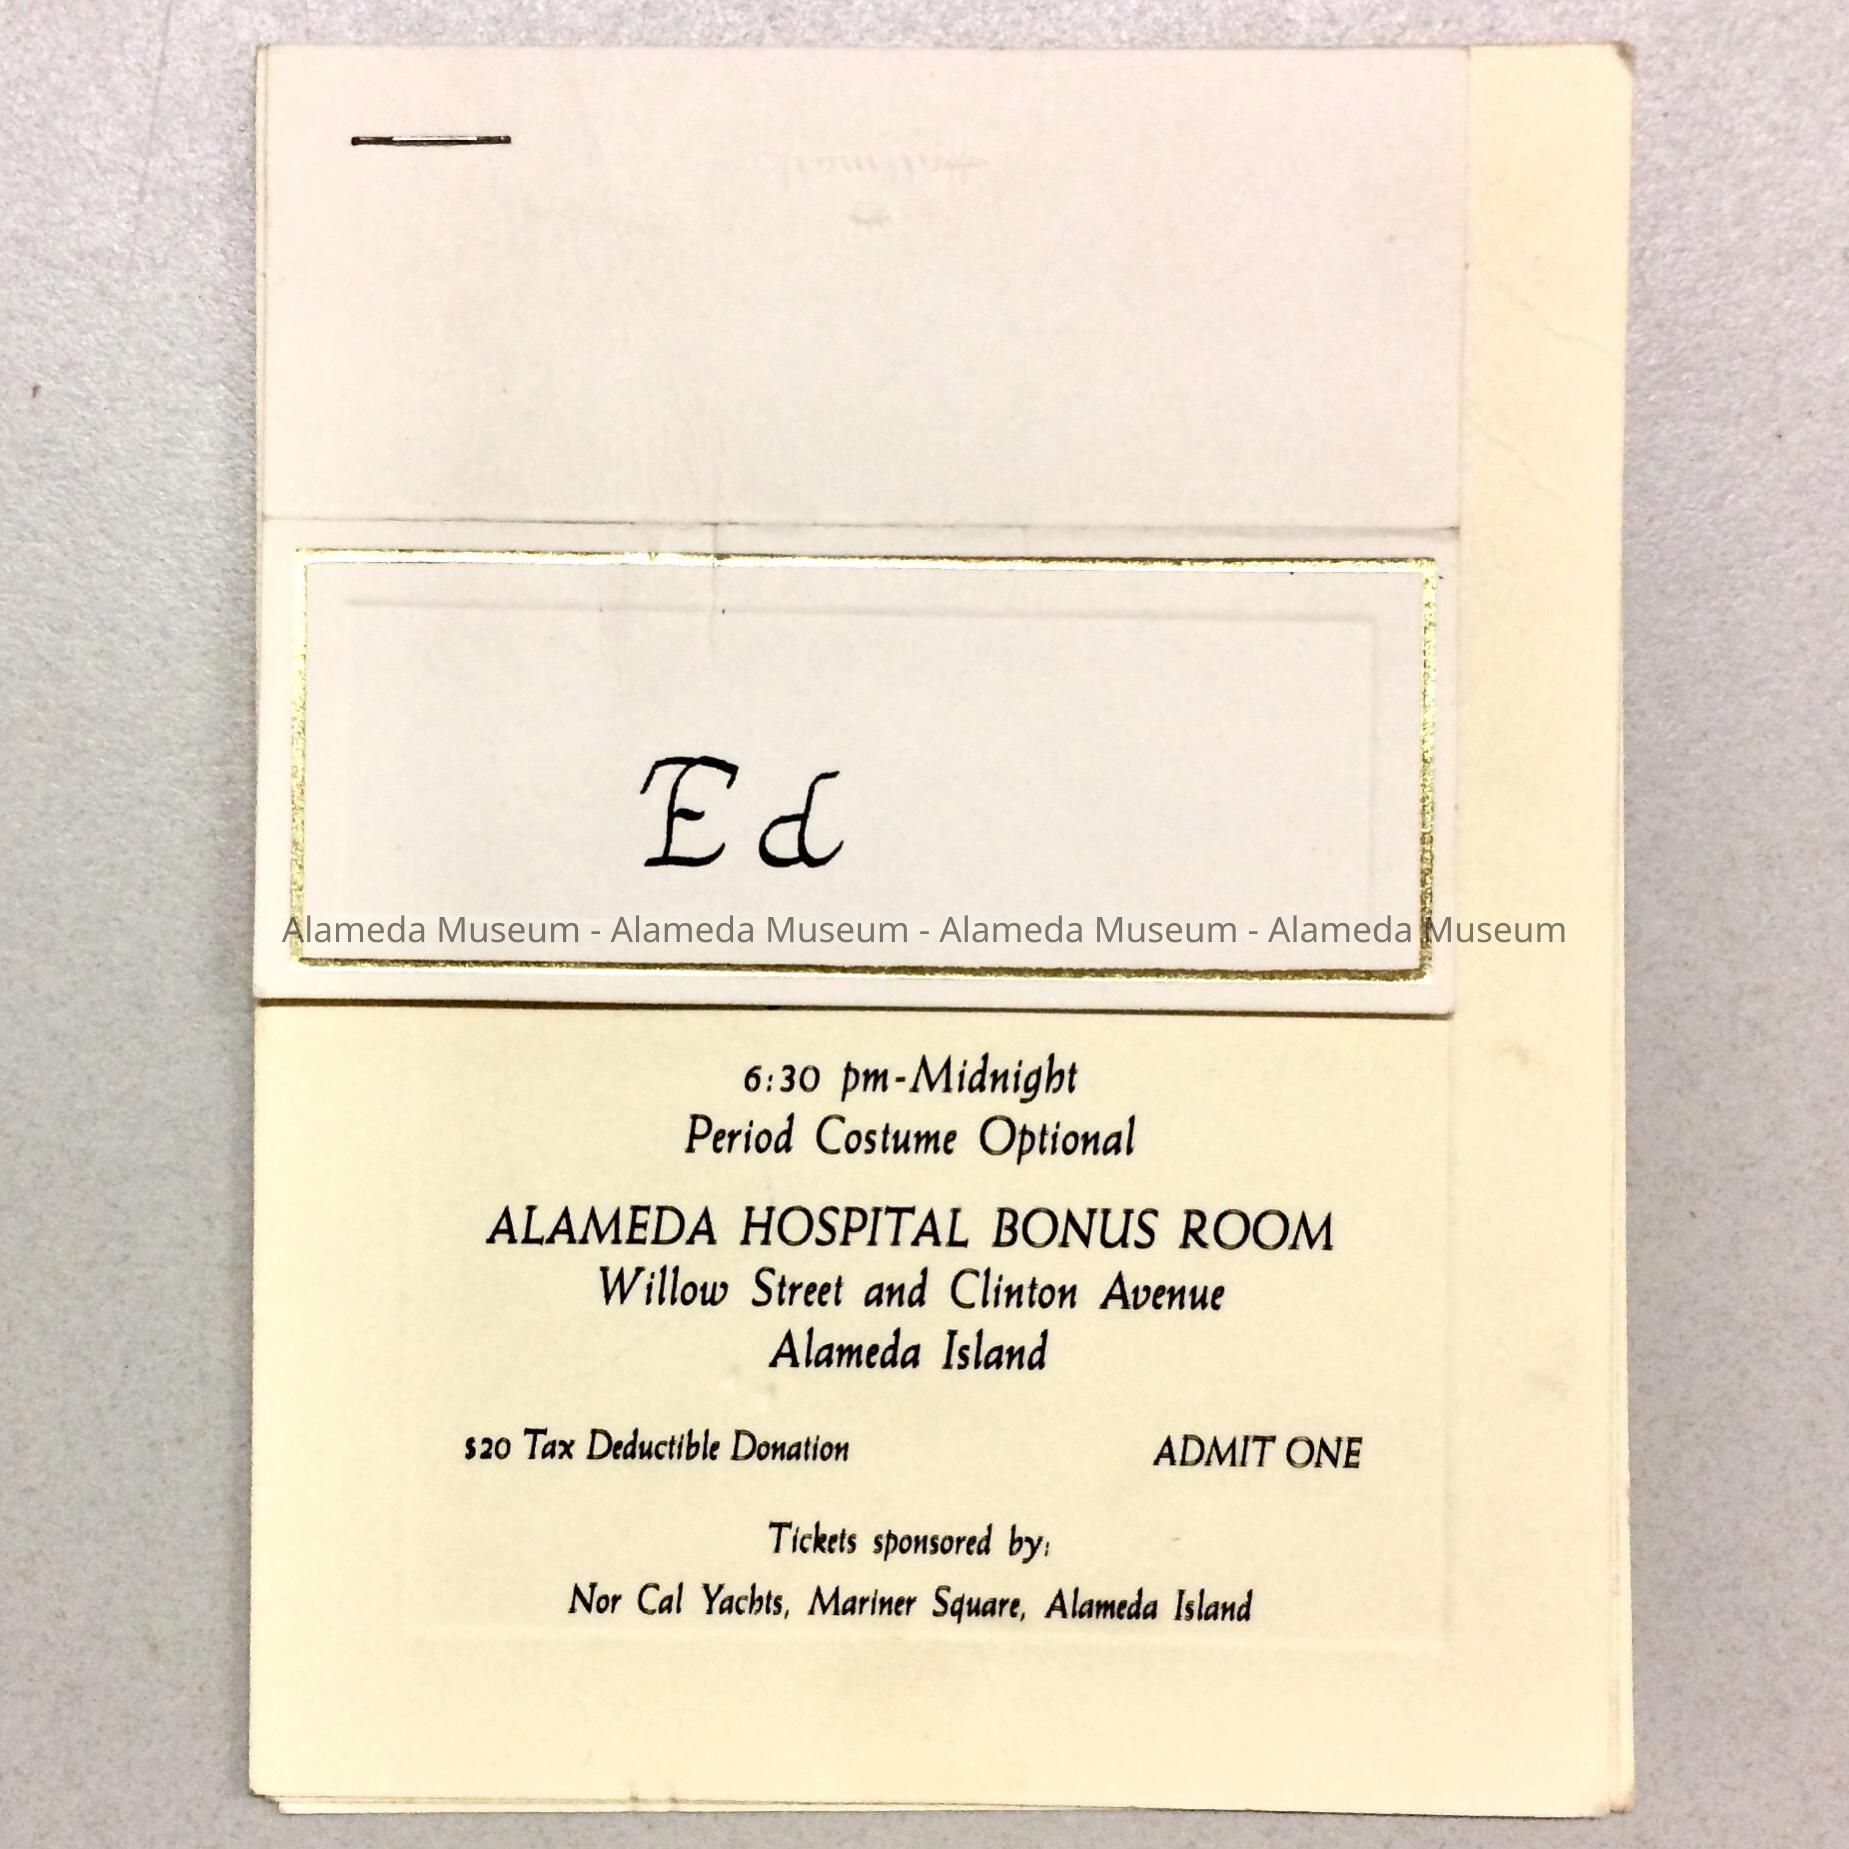 Ed
Alameda Museum - Alameda Museum - Alameda Museum - Alameda Museum
6:30 pm-Midnight
Period Costume Optional
ALAMEDA HOSPITAL BONUS ROOM
Willow Street and Clinton Avenue
Alameda Island
$20 Tax Deductible Donation ADMIT ONE
Tickets sponsored by:
Nor Cal Yachts, Mariner Square, Alameda Island